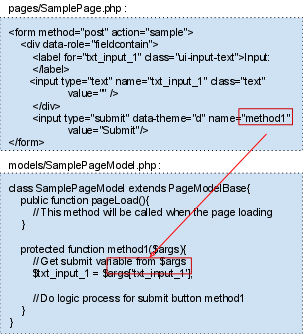 pages/SamplePage.php :
<form method="post" action="sample">
<div data-role="fieldcontain">
<label for="txt_input_1" class="ui-input-text">Input:
</label>
<input type="text" name="txt_input_1" class="text"
value="" />
</div>
<input type="submit" data-theme="d" name="method1"
value="Submit"/>
</form>
models/SamplePageModel.php :
class SamplePageModel extends PageModelBase{
public function pageLoad(){
// This method will be called when the page loading
}
protected function method1($args){
// Get submit variable from $args
$txt_input_1 = $args['txt_input_1'];
// Do logic process for submit button method1
}
}